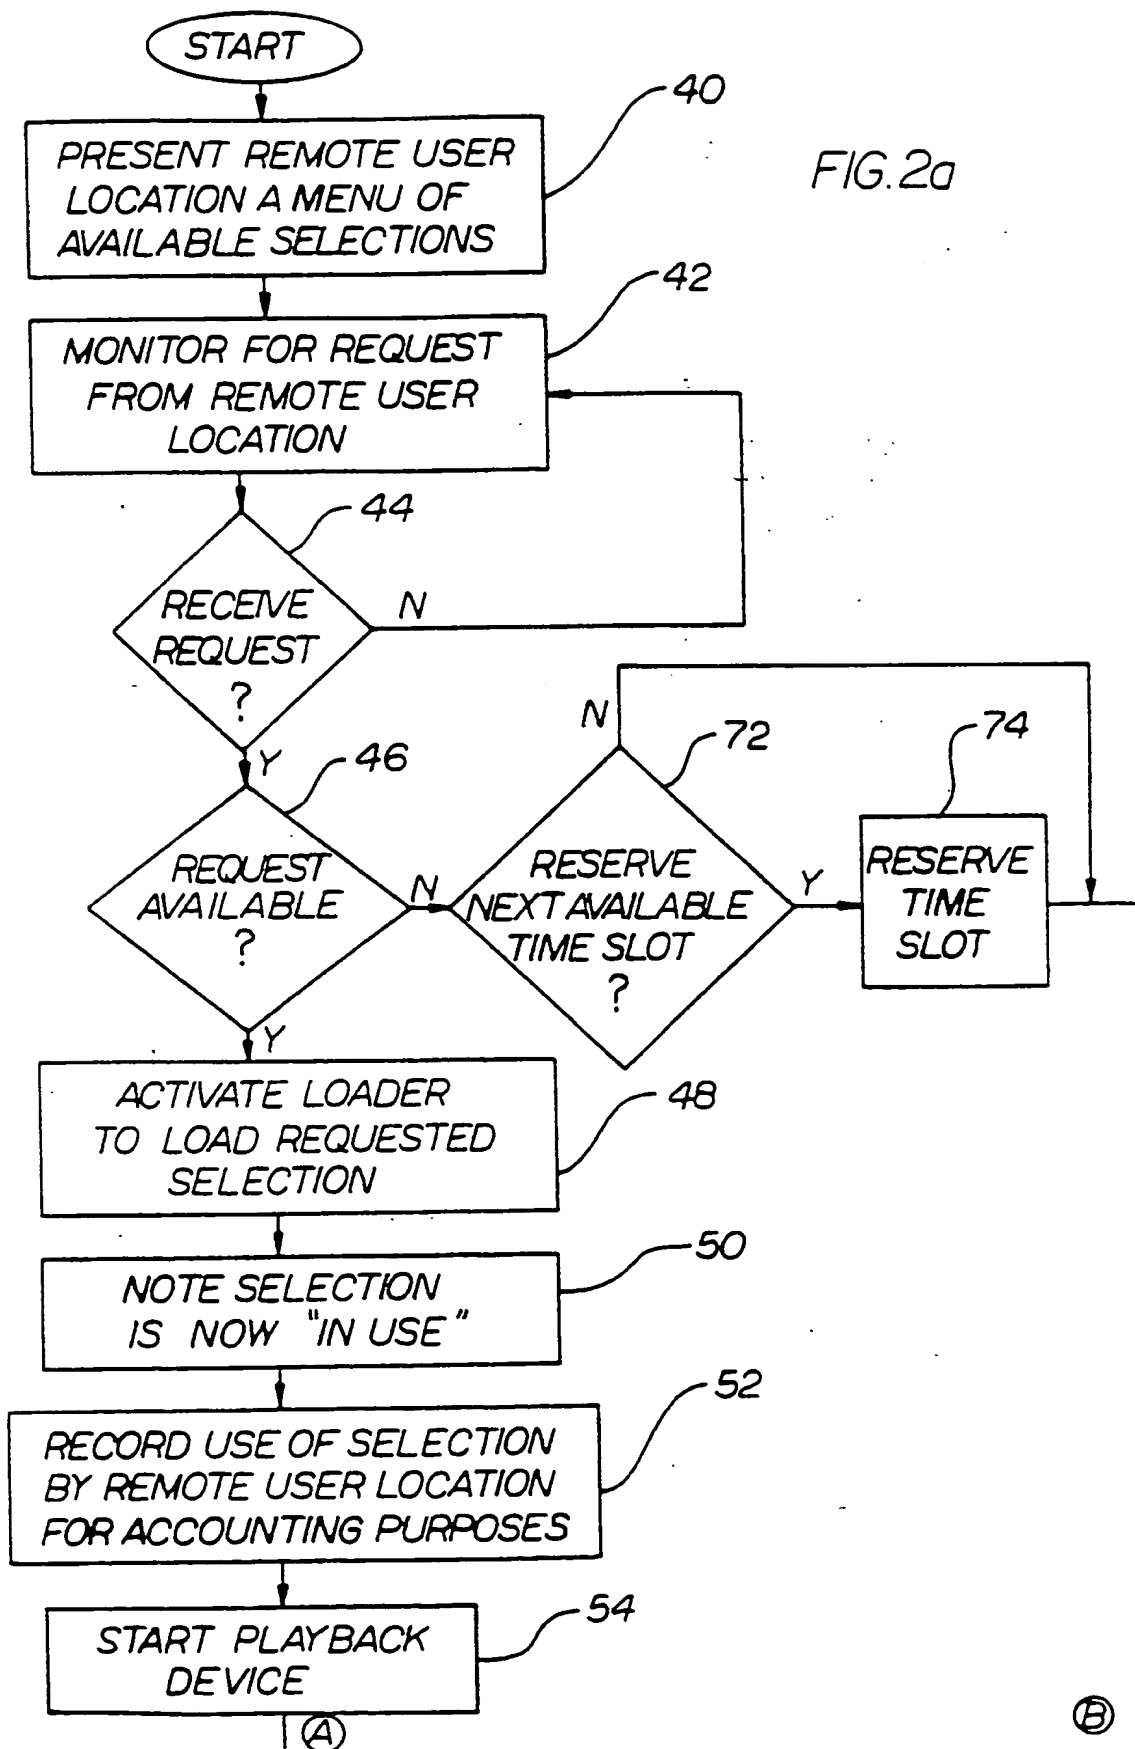 START
40
PRESENT REMOTE USER
LOCATION A MENU OF
AVAILABLE SELECTIONS
FIG. 2a
42
MONITOR FOR REQUEST
FROM REMOTE USER
LOCATION
44
RECEIVE
REQUEST
?
N
Y
46
REQUEST
AVAILABLE
?
N
Y
72
N
RESERVE
NEXT AVAILABLE
TIME SLOT
?
Y
74
RESERVE
TIME
SLOT
48
ACTIVATE LOADER
TO LOAD REQUESTED
SELECTION
50
NOTE SELECTION
IS NOW "IN USE"
52
RECORD USE OF SELECTION
BY REMOTE USER LOCATION
FOR ACCOUNTING PURPOSES
54
START PLAYBACK
DEVICE
A
B